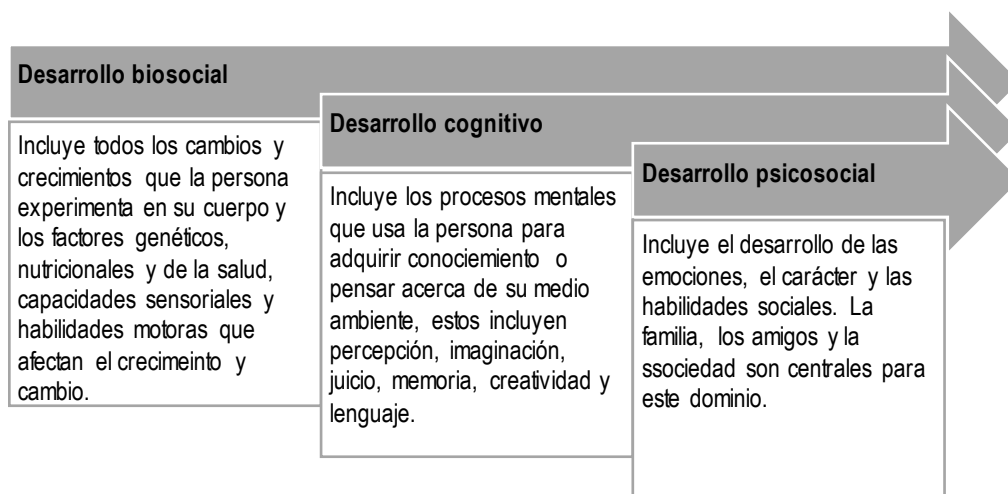 Desarrollo biosocial
Incluye todos los cambios y
crecimientos que la persona
experimenta en su cuerpo y
los factores genéticos,
nutricionales y de la salud,
capacidades sensoriales y
habilidades motoras que
afectan el crecimeinto y
cambio.
Desarrollo cognitivo
Incluye los procesos mentales
que usa la persona para
adquirir conociemiento o
pensar acerca de su medio
ambiente, estos incluyen
percepción, imaginación,
juicio, memoria, creatividad y
lenguaje.
Desarrollo psicosocial
Incluye el desarrollo de las
emociones, el carácter y las
habilidades sociales. La
familia, los amigos y la
ssociedad son centrales para
este dominio.